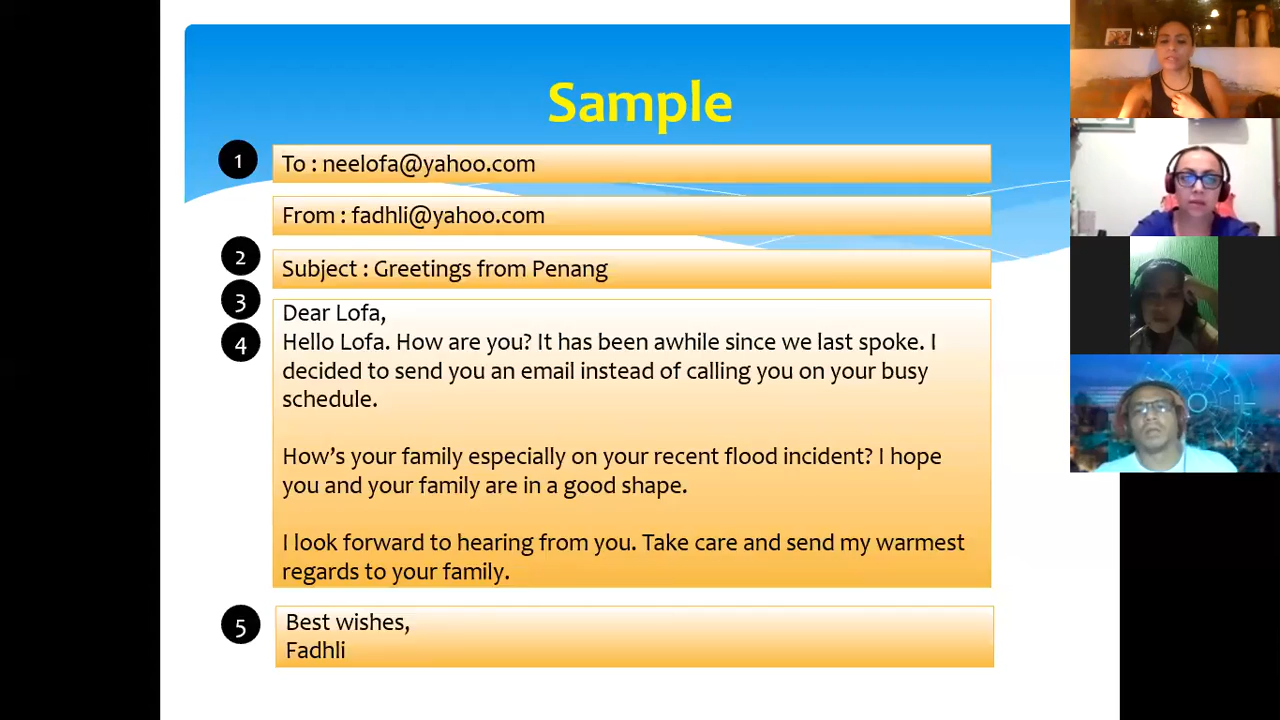 Sample
1
To : neelofa@yahoo.com
From : fadhli@yahoo.com
2
Subject : Greetings from Penang
3
Dear Lofa,
4
Hello Lofa. How are you? It has been awhile since we last spoke. I
decided to send you an email instead of calling you on your busy
schedule.
How's your family especially on your recent flood incident? I hope
you and your family are in a good shape.
I look forward to hearing from you. Take care and send my warmest
regards to your family.
5
Best wishes,
Fadhli